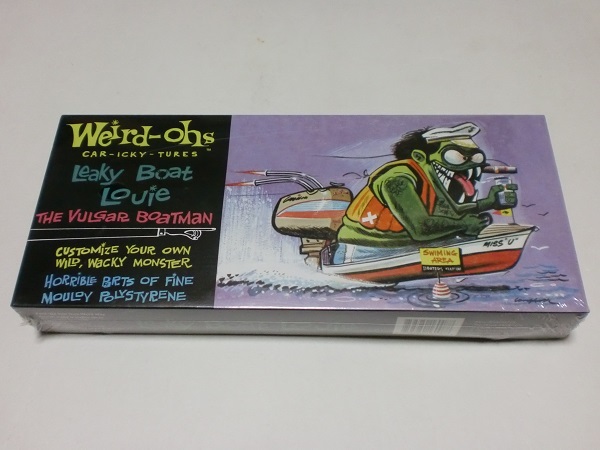 Weird-ohs
CAR-ICKY-TURES
Leaky Boat
Louie
THE VULGAR BOATMAN
CUSTOMIZE YOUR OWN
WILD, WACKY MONSTER
HORRIBLE BITS OF FINE
MOULDY POLYSTYRENE
MISS "U"
SWIMING
AREA